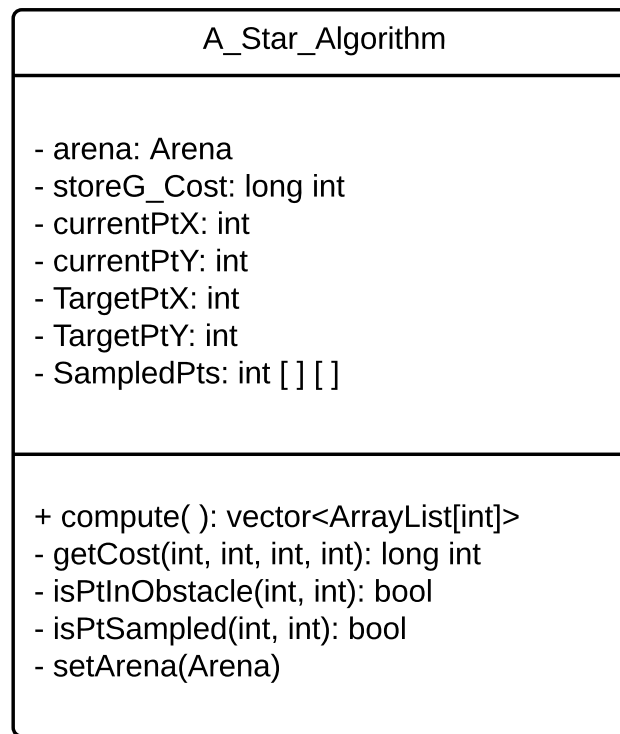 A_Star_Algorithm
- arena: Arena
- storeG_Cost: long int
- currentPtX: int
- currentPtY: int
- TargetPtX: int
- TargetPtY: int
- SampledPts: int [ ] [ ]
+ compute( ): vector<ArrayList[int]>
- getCost(int, int, int, int): long int
- isPtInObstacle(int, int): bool
- isPtSampled(int, int): bool
- setArena(Arena)